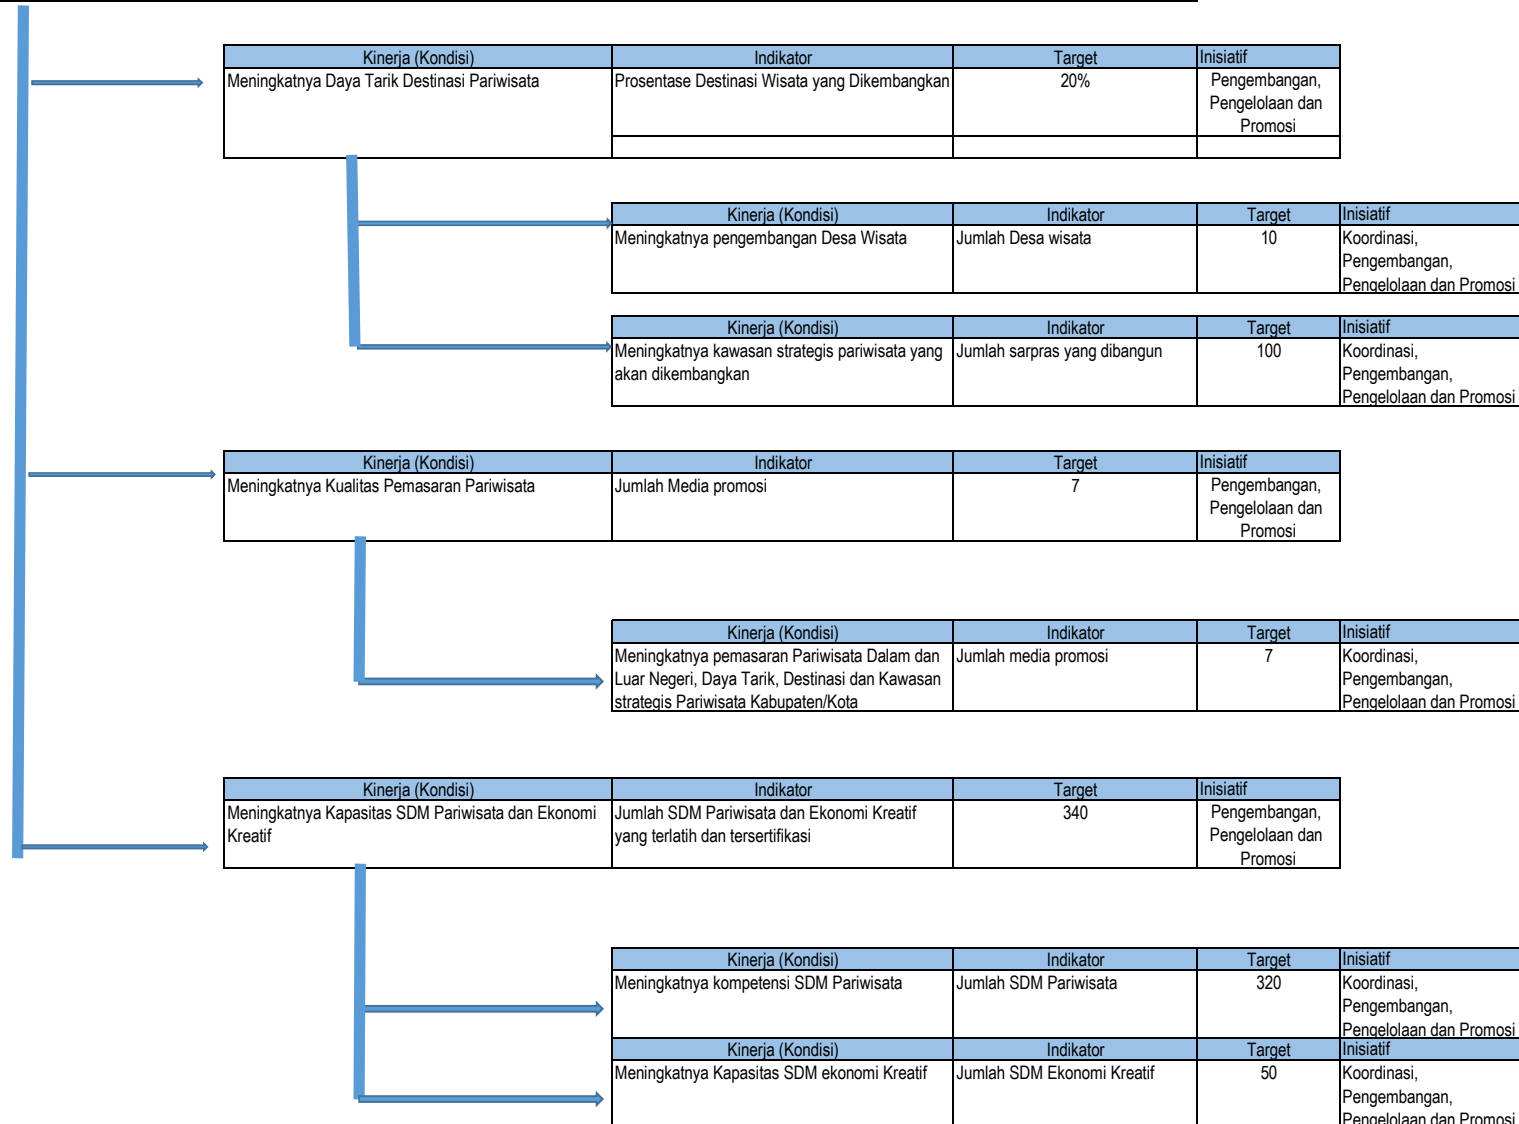 Kinerja (Kondisi) Indikator Target Inisiatif
Meningkatnya Daya Tarik Destinasi Pariwisata Prosentase Destinasi Wisata yang Dikembangkan 20% Pengembangan,
Pengelolaan dan
Promosi
Kinerja (Kondisi) Indikator Target Inisiatif
Meningkatnya pengembangan Desa Wisata Jumlah Desa wisata 10 Koordinasi,
Pengembangan,
Pengelolaan dan Promosi
Kinerja (Kondisi) Indikator Target Inisiatif
Meningkatnya kawasan strategis pariwisata yang Jumlah sarpras yang dibangun 100 Koordinasi,
akan dikembangkan Pengembangan,
Pengelolaan dan Promosi
Kinerja (Kondisi) Indikator Target Inisiatif
Meningkatnya Kualitas Pemasaran Pariwisata Jumlah Media promosi 7 Pengembangan,
Pengelolaan dan
Promosi
Kinerja (Kondisi) Indikator Target Inisiatif
Meningkatnya pemasaran Pariwisata Dalam dan Jumlah media promosi 7 Koordinasi,
Luar Negeri, Daya Tarik, Destinasi dan Kawasan Pengembangan,
strategis Pariwisata Kabupaten/Kota Pengelolaan dan Promosi
Kinerja (Kondisi) Indikator Target Inisiatif
Meningkatnya Kapasitas SDM Pariwisata dan Ekonomi Jumlah SDM Pariwisata dan Ekonomi Kreatif 340 Pengembangan,
Kreatif yang terlatih dan tersertifikasi Pengelolaan dan
Promosi
Kinerja (Kondisi) Indikator Target Inisiatif
Meningkatnya kompetensi SDM Pariwisata Jumlah SDM Pariwisata 320 Koordinasi,
Pengembangan,
Pengelolaan dan Promosi
Kinerja (Kondisi) Indikator Target Inisiatif
Meningkatnya Kapasitas SDM ekonomi Kreatif Jumlah SDM Ekonomi Kreatif 50 Koordinasi,
Pengembangan,
Pengelolaan dan Promosi